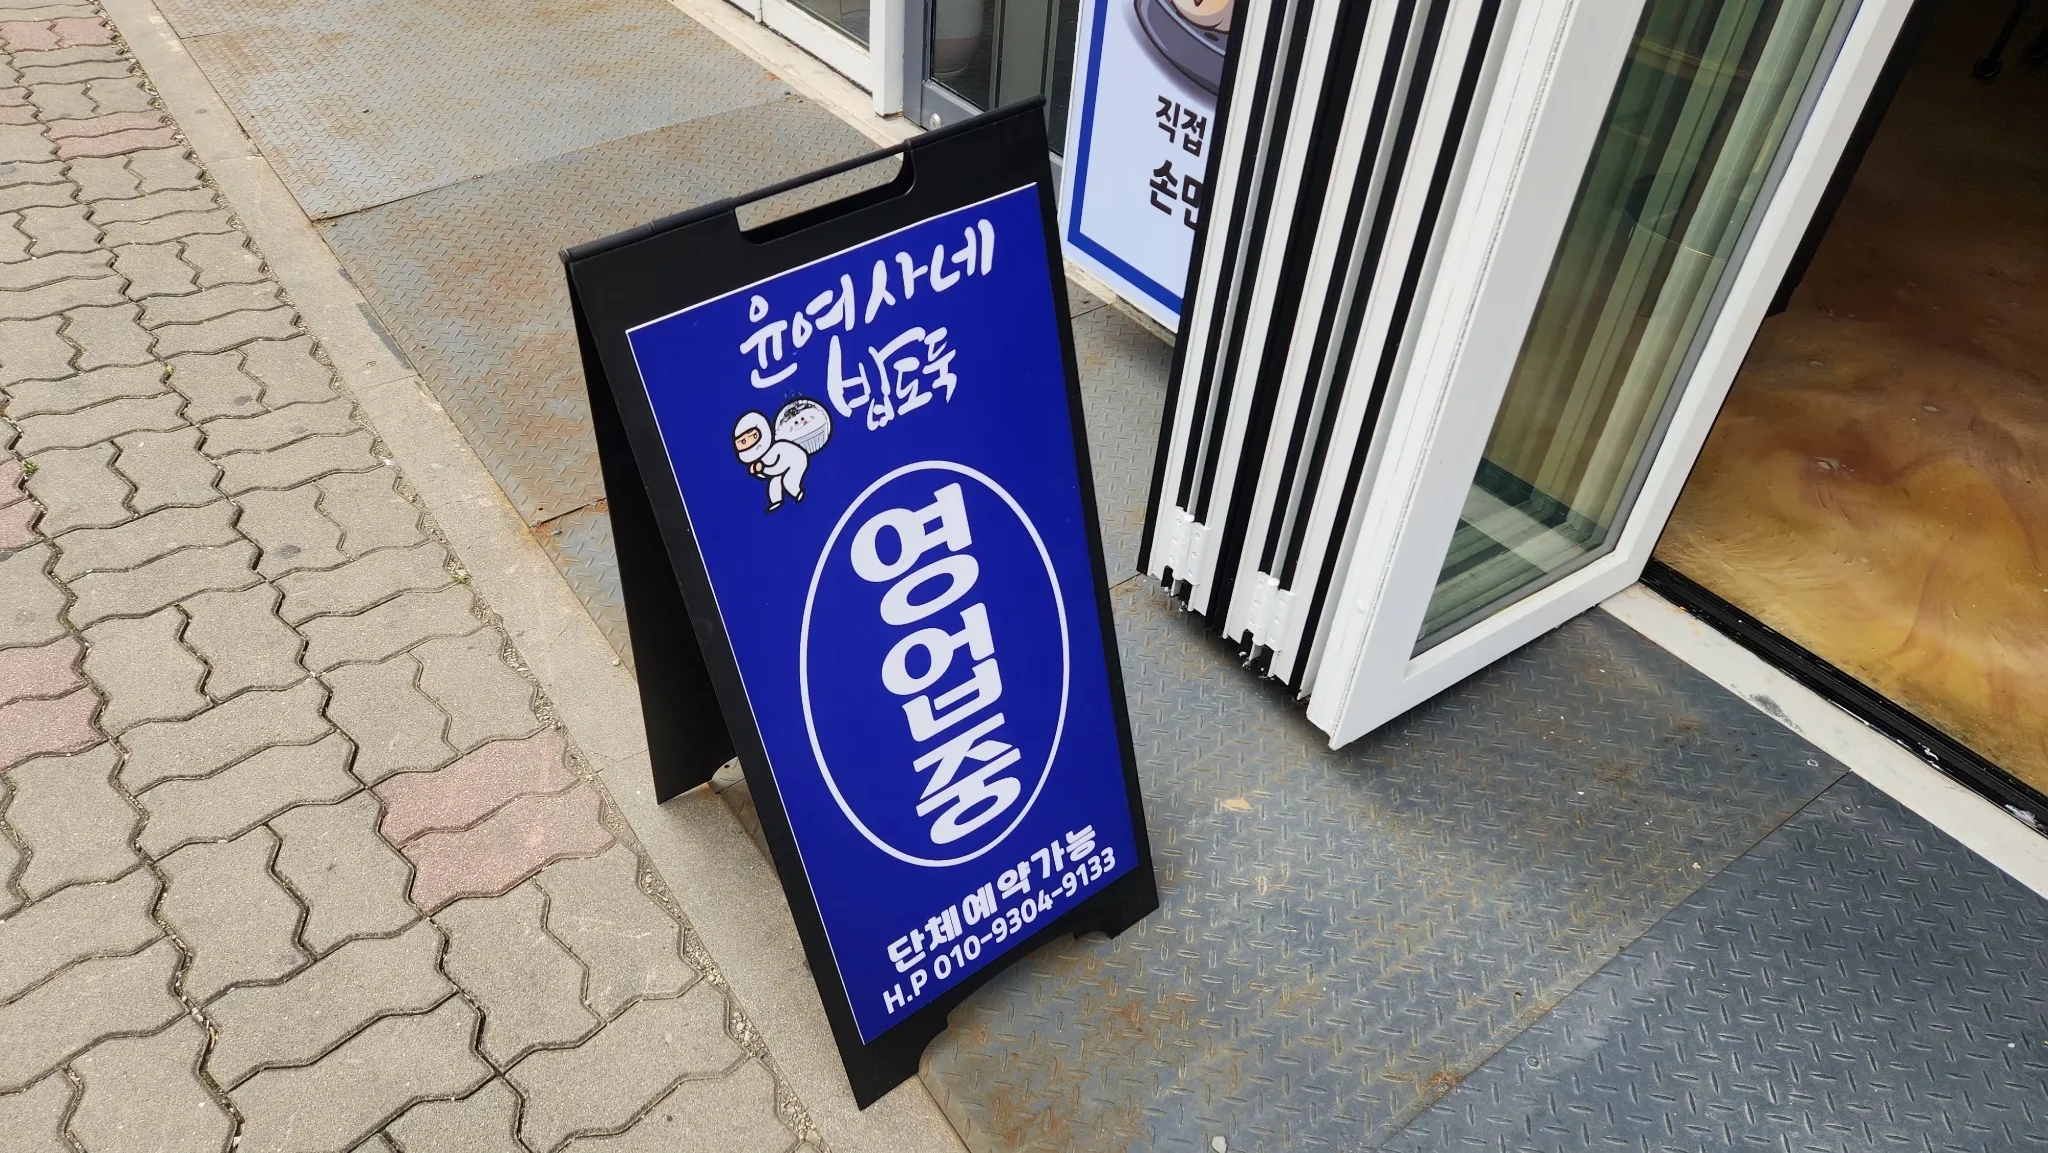 윤여사네
밥도둑
영업중
단체예약가능
H.P 010-9304-9133
직접
손만